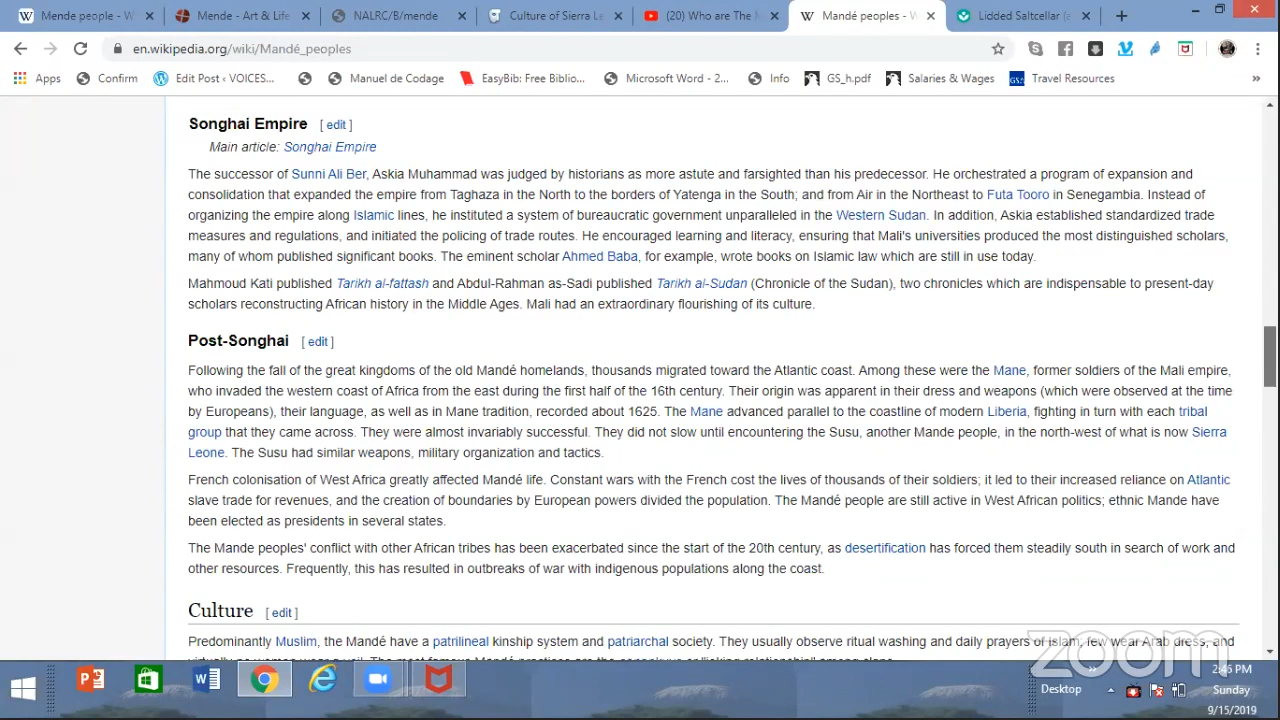 Mende people - W
Mende - Art & Life
NALRC/B/mende
Culture of Sierra Le
(20) Who are The M
Mandé peoples - W
Lidded Saltcellar (e
en.wikipedia.org/wiki/Mandé_peoples
Apps
Confirm
Edit Post ‹ VOICES...
Manuel de Codage
EasyBib: Free Biblio...
Microsoft Word - 2...
Info
GS_h.pdf
Salaries & Wages
Travel Resources
»
Songhai Empire [ edit ]
Main article: Songhai Empire
The successor of Sunni Ali Ber, Askia Muhammad was judged by historians as more astute and farsighted than his predecessor. He orchestrated a program of expansion and
consolidation that expanded the empire from Taghaza in the North to the borders of Yatenga in the South; and from Air in the Northeast to Futa Tooro in Senegambia. Instead of
organizing the empire along Islamic lines, he instituted a system of bureaucratic government unparalleled in the Western Sudan. In addition, Askia established standardized trade
measures and regulations, and initiated the policing of trade routes. He encouraged learning and literacy, ensuring that Mali's universities produced the most distinguished scholars,
many of whom published significant books. The eminent scholar Ahmed Baba, for example, wrote books on Islamic law which are still in use today.
Mahmoud Kati published Tarikh al-fattash and Abdul-Rahman as-Sadi published Tarikh al-Sudan (Chronicle of the Sudan), two chronicles which are indispensable to present-day
scholars reconstructing African history in the Middle Ages. Mali had an extraordinary flourishing of its culture.
Post-Songhai [ edit ]
Following the fall of the great kingdoms of the old Mandé homelands, thousands migrated toward the Atlantic coast. Among these were the Mane, former soldiers of the Mali empire,
who invaded the western coast of Africa from the east during the first half of the 16th century. Their origin was apparent in their dress and weapons (which were observed at the time
by Europeans), their language, as well as in Mane tradition, recorded about 1625. The Mane advanced parallel to the coastline of modern Liberia, fighting in turn with each tribal
group that they came across. They were almost invariably successful. They did not slow until encountering the Susu, another Mande people, in the north-west of what is now Sierra
Leone. The Susu had similar weapons, military organization and tactics.
French colonisation of West Africa greatly affected Mandé life. Constant wars with the French cost the lives of thousands of their soldiers; it led to their increased reliance on Atlantic
slave trade for revenues, and the creation of boundaries by European powers divided the population. The Mandé people are still active in West African politics; ethnic Mande have
been elected as presidents in several states.
The Mande peoples' conflict with other African tribes has been exacerbated since the start of the 20th century, as desertification has forced them steadily south in search of work and
other resources. Frequently, this has resulted in outbreaks of war with indigenous populations along the coast.
Culture [ edit ]
Predominantly Muslim, the Mandé have a patrilineal kinship system and patriarchal society. They usually observe ritual washing and daily prayers of Islam, few wear Arab dress, and
zoom
Desktop
2:46 PM
Sunday
9/15/2019